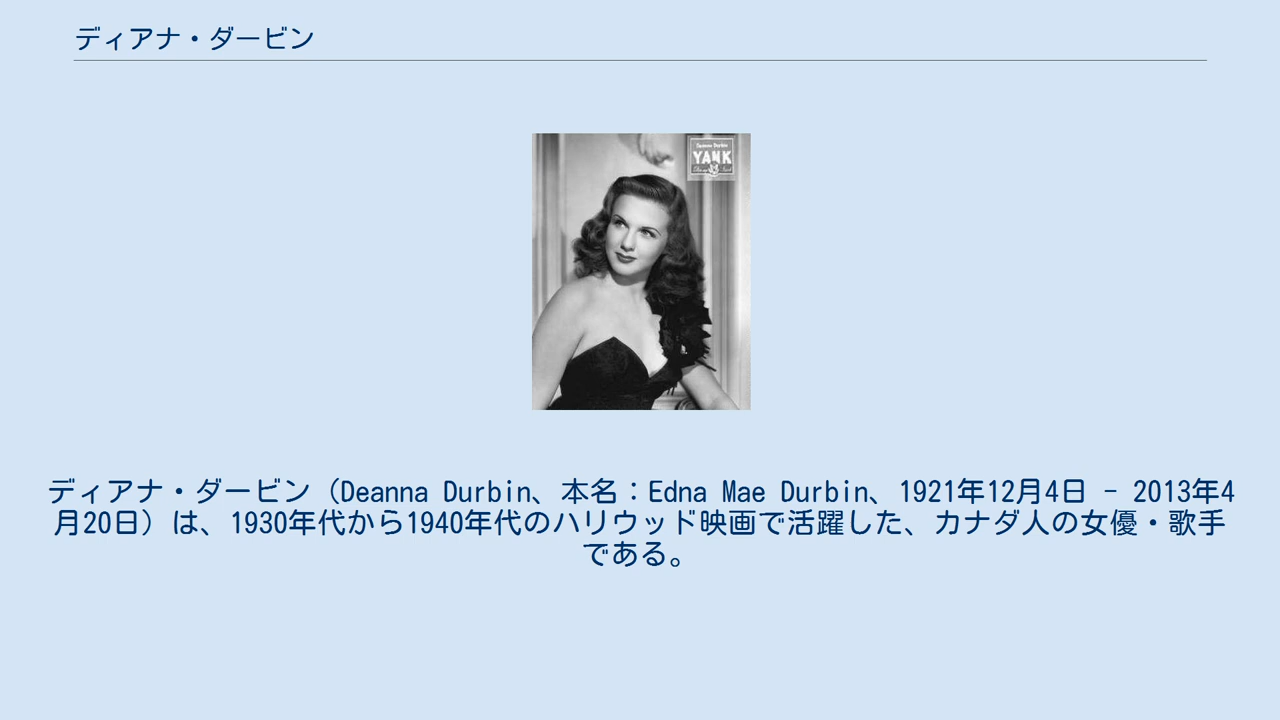 ディアナ・ダービン
Deanna Durbin
YANK
ディアナ・ダービン（Deanna Durbin、本名：Edna Mae Durbin、1921年12月4日 - 2013年4
月20日）は、1930年代から1940年代のハリウッド映画で活躍した、カナダ人の女優・歌手
である。